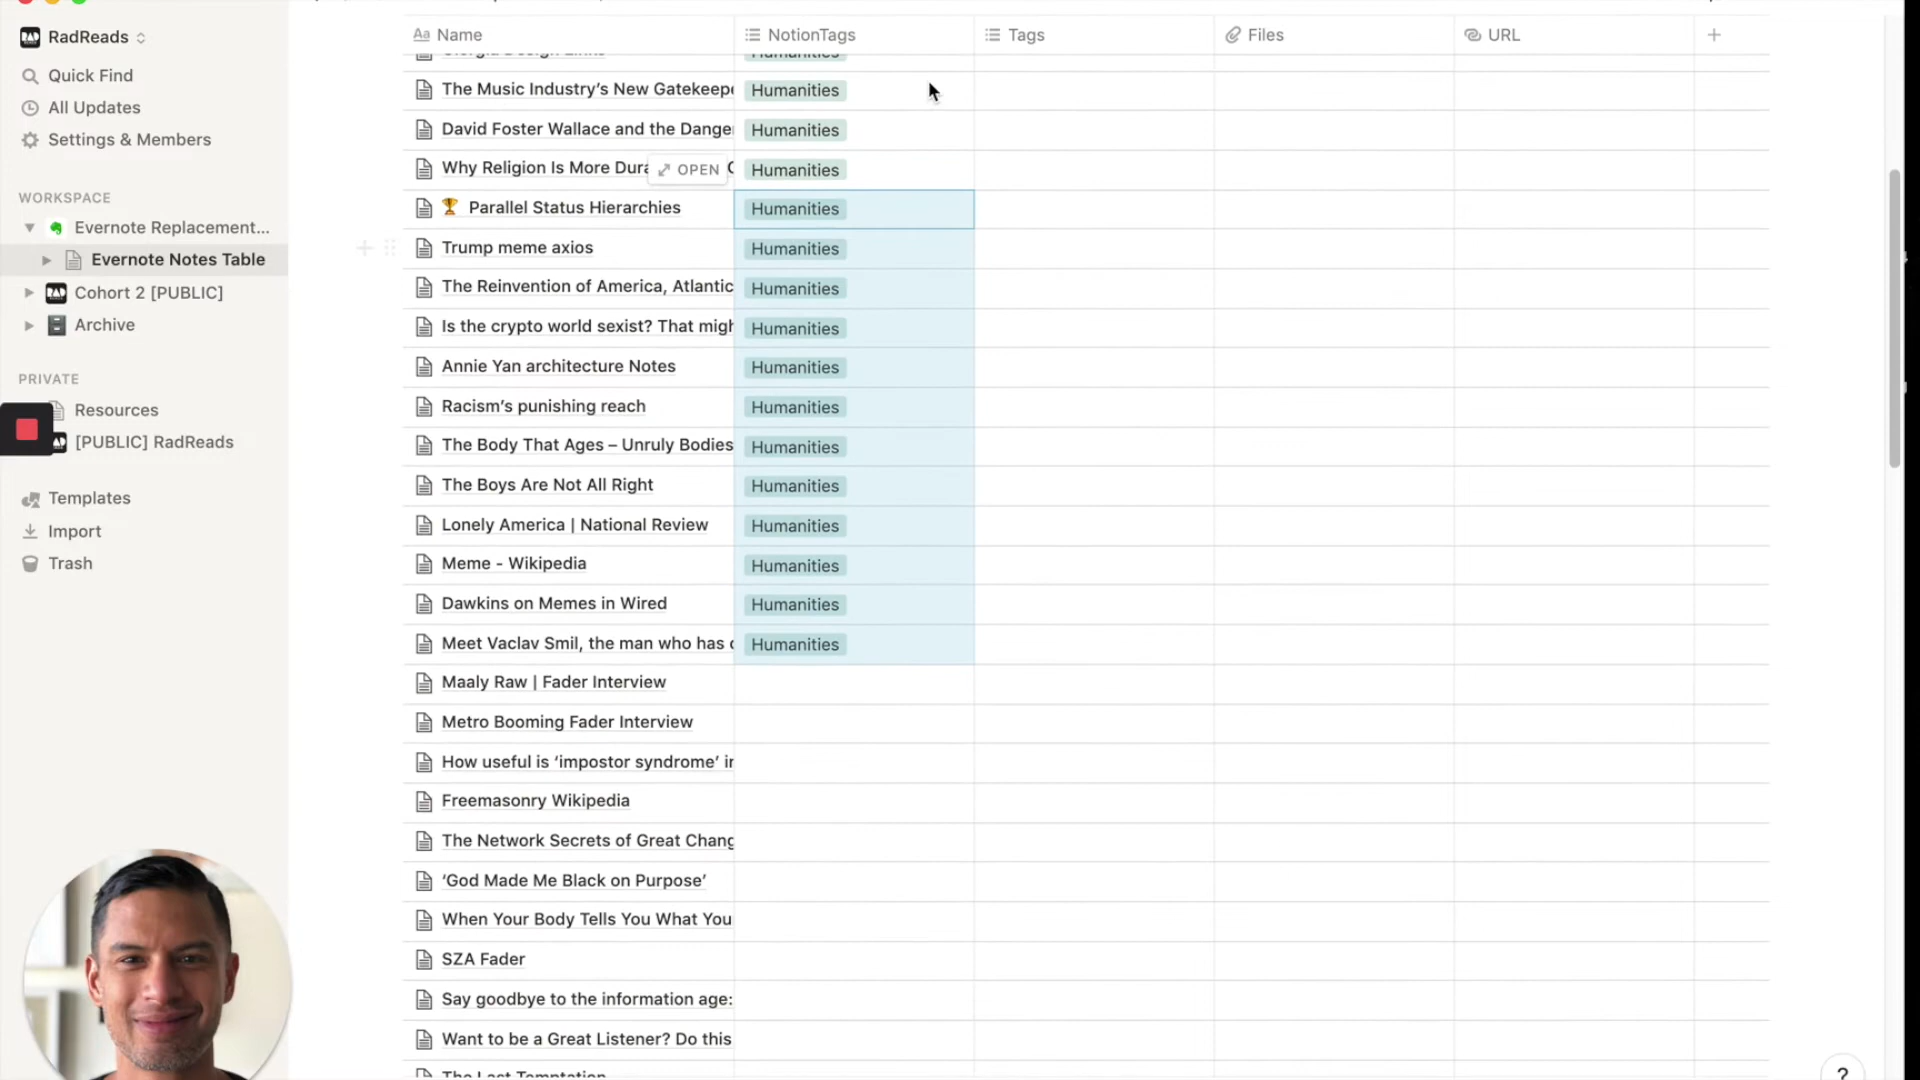 RadReads
Quick Find
All Updates
Settings & Members
WORKSPACE
Evernote Replacement...
Evernote Notes Table
Cohort 2 [PUBLIC]
Archive
PRIVATE
Resources
[PUBLIC] RadReads
Templates
Import
Trash
Aa Name NotionTags Tags Files URL
Humanities
The Music Industry’s New Gatekeepe Humanities
David Foster Wallace and the Dange Humanities
Why Religion Is More Dura OPEN Humanities
Parallel Status Hierarchies Humanities
Trump meme axios Humanities
The Reinvention of America, Atlantic Humanities
Is the crypto world sexist? That migh Humanities
Annie Yan architecture Notes Humanities
Racism’s punishing reach Humanities
The Body That Ages – Unruly Bodies Humanities
The Boys Are Not All Right Humanities
Lonely America | National Review Humanities
Meme - Wikipedia Humanities
Dawkins on Memes in Wired Humanities
Meet Vaclav Smil, the man who has Humanities
Maaly Raw | Fader Interview
Metro Booming Fader Interview
How useful is ‘impostor syndrome’ in
Freemasonry Wikipedia
The Network Secrets of Great Chang
‘God Made Me Black on Purpose’
When Your Body Tells You What You
SZA Fader
Say goodbye to the information age:
Want to be a Great Listener? Do this
The Last Temptation
?